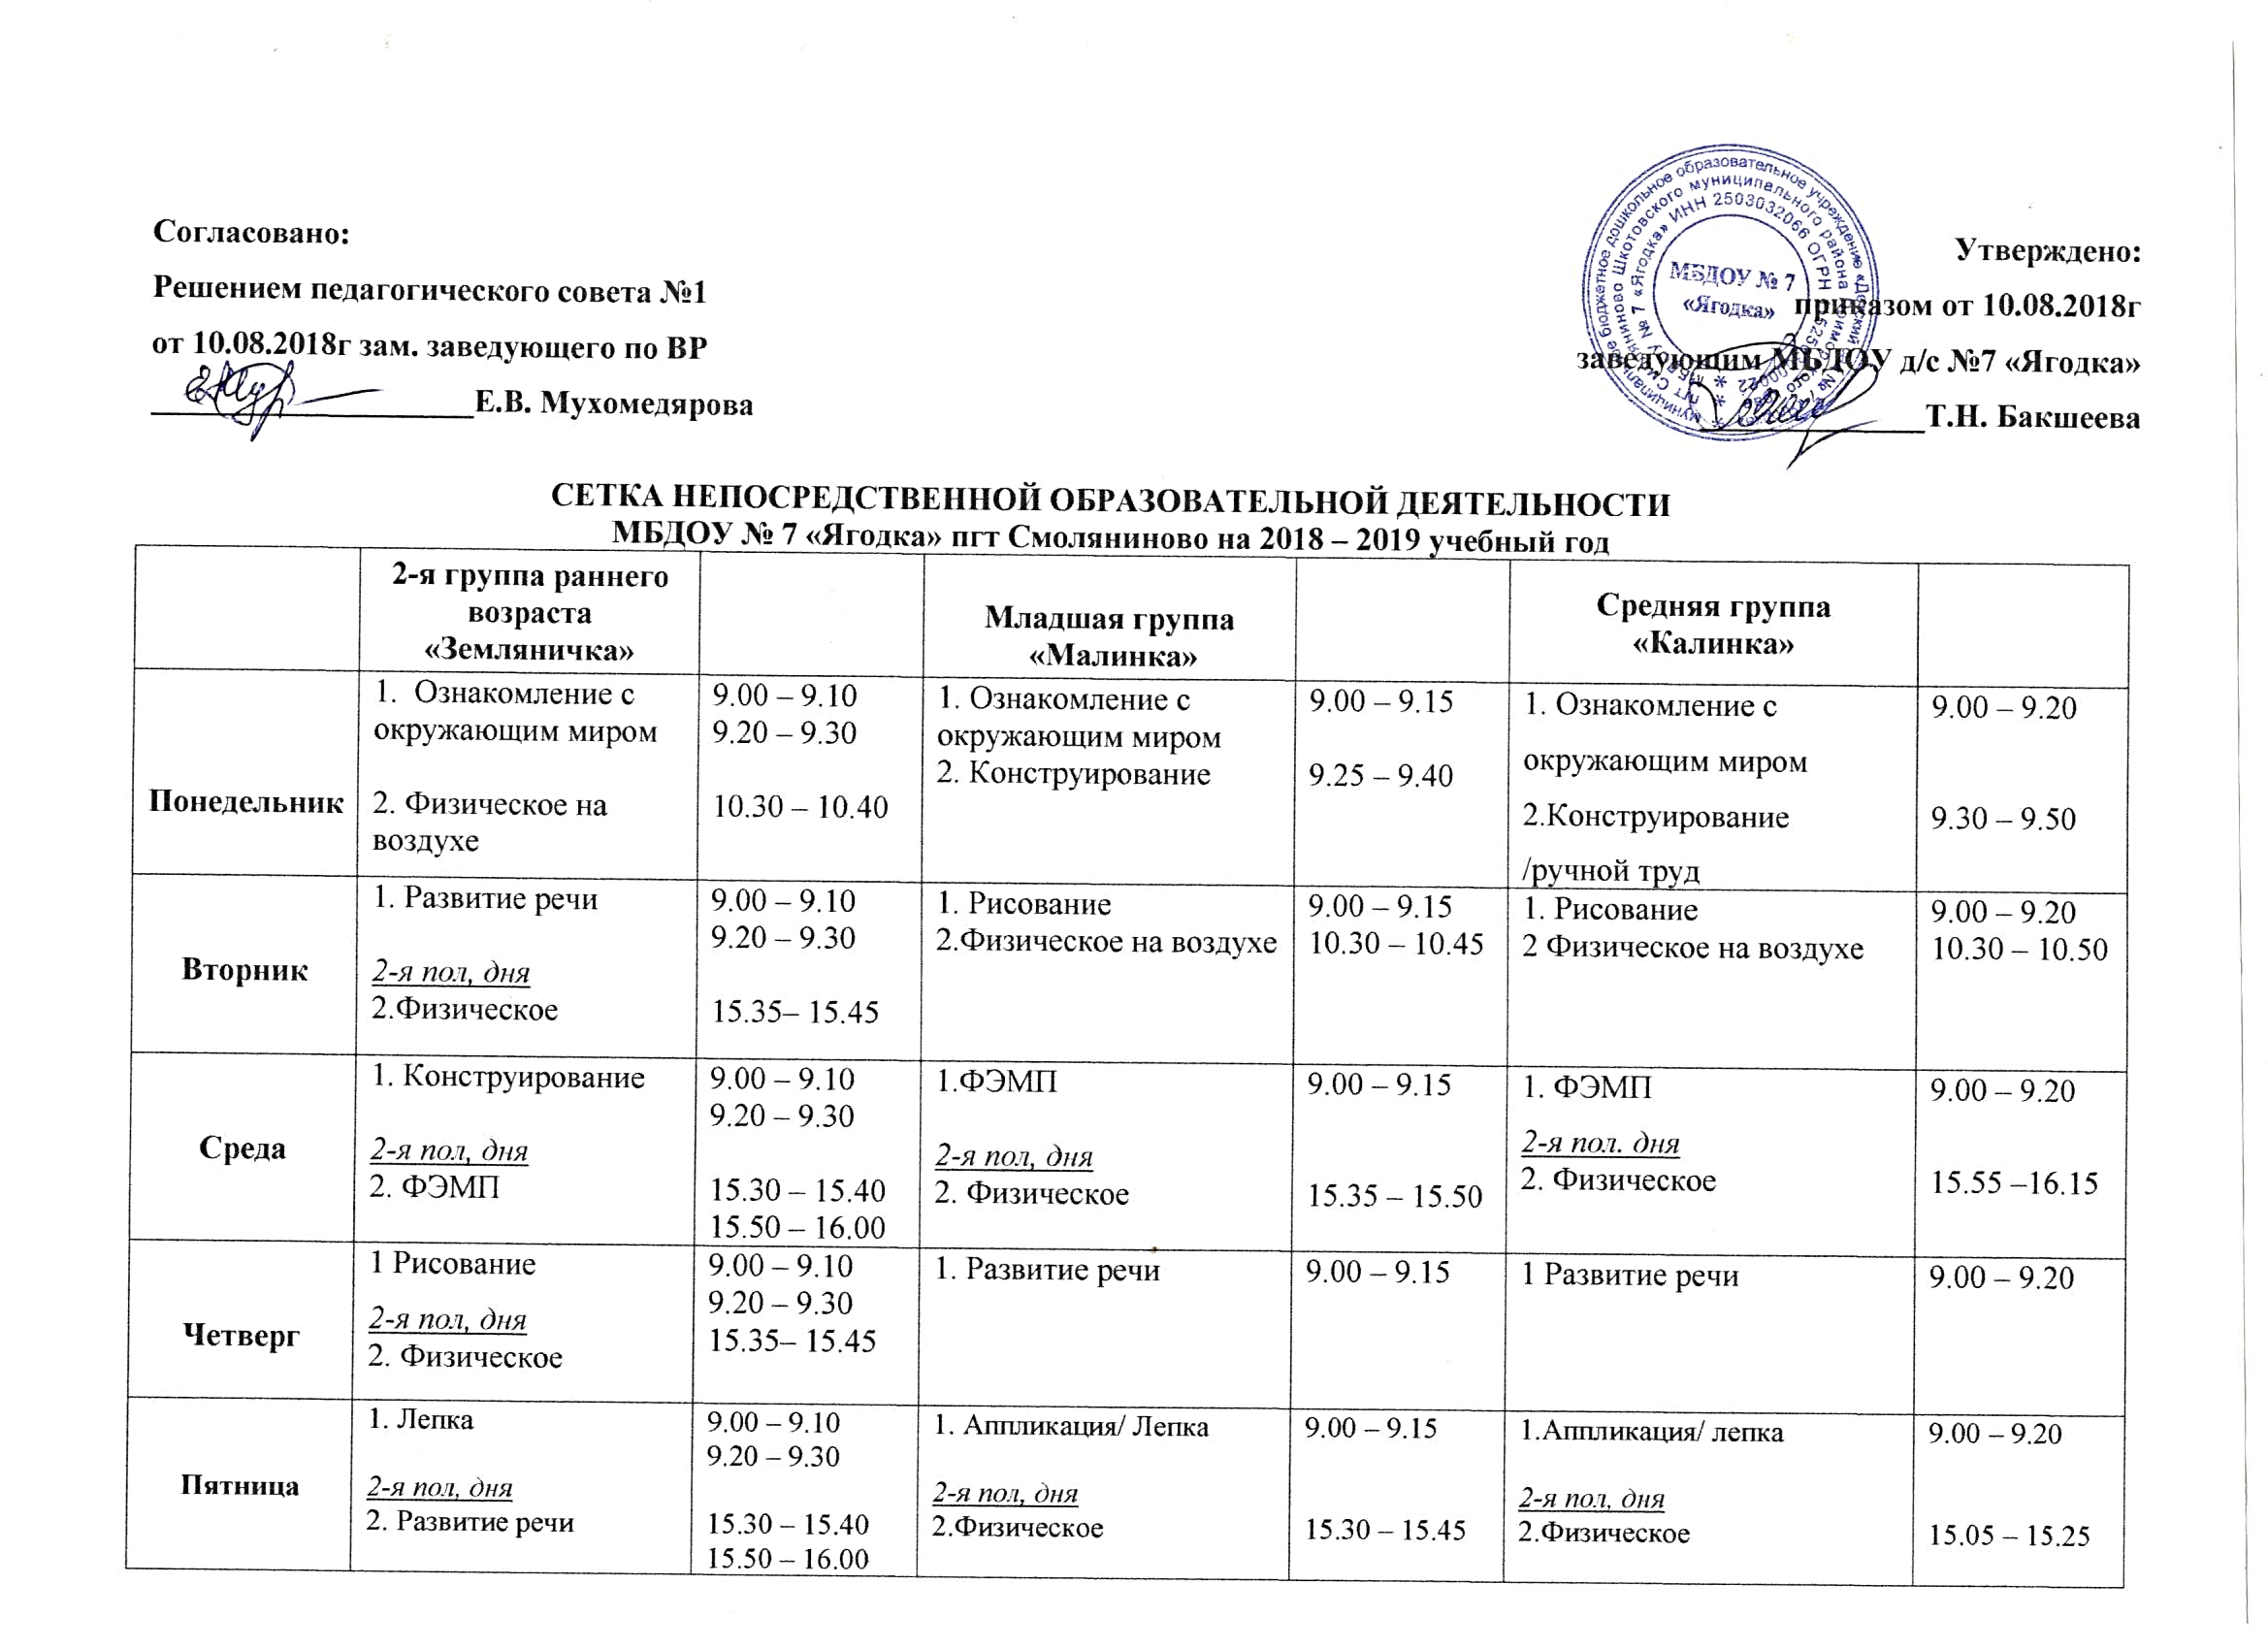 Согласовано:
Решением педагогического совета №1
от 10.08.2018г зам. заведующего по ВР
Е.В. Мухомедярова
МБДОУ № 7
«Ягодка»
Утверждено:
приказом от 10.08.2018г
заведующим МБДОУ д/с №7 «Ягодка»
Т.Н. Бакшеева
СЕТКА НЕПОСРЕДСТВЕННОЙ ОБРАЗОВАТЕЛЬНОЙ ДЕЯТЕЛЬНОСТИ
МБДОУ № 7 «Ягодка» пгт Смоляниново на 2018 – 2019 учебный год
2-я группа раннего
возраста
«Земляничка»
Младшая группа
«Малинка»
Средняя группа
«Калинка»
Понедельник
1. Ознакомление с
окружающим миром
2. Физическое на
воздухе
9.00 – 9.10
9.20 – 9.30
10.30 – 10.40
1. Ознакомление с
окружающим миром
2. Конструирование
9.00 – 9.15
9.25 – 9.40
1. Ознакомление с
окружающим миром
2.Конструирование
/ручной труд
9.00 – 9.20
9.30 – 9.50
Вторник
1. Развитие речи
2-я пол, дня
2.Физическое
9.00 – 9.10
9.20 – 9.30
15.35– 15.45
1. Рисование
2.Физическое на воздухе
9.00 – 9.15
10.30 – 10.45
1. Рисование
2 Физическое на воздухе
9.00 – 9.20
10.30 – 10.50
Среда
1. Конструирование
2-я пол, дня
2. ФЭМП
9.00 – 9.10
9.20 – 9.30
15.30 – 15.40
15.50 – 16.00
1.ФЭМП
2-я пол, дня
2. Физическое
9.00 – 9.15
15.35 – 15.50
1. ФЭМП
2-я пол. дня
2. Физическое
9.00 – 9.20
15.55 –16.15
Четверг
1 Рисование
2-я пол, дня
2. Физическое
9.00 – 9.10
9.20 – 9.30
15.35– 15.45
1. Развитие речи
9.00 – 9.15
1 Развитие речи
9.00 – 9.20
Пятница
1. Лепка
2-я пол, дня
2. Развитие речи
9.00 – 9.10
9.20 – 9.30
15.30 – 15.40
15.50 – 16.00
1. Аппликация/ Лепка
2-я пол, дня
2.Физическое
9.00 – 9.15
15.30 – 15.45
1.Аппликация/ лепка
2-я пол, дня
2.Физическое
9.00 – 9.20
15.05 – 15.25